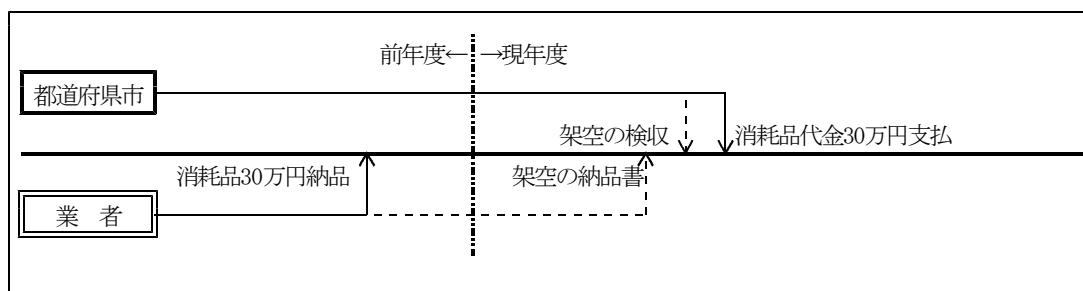 前年度← →現年度
都道府県市
架空の検収 消耗品代金30万円支払
消耗品30万円納品 架空の納品書
業 者